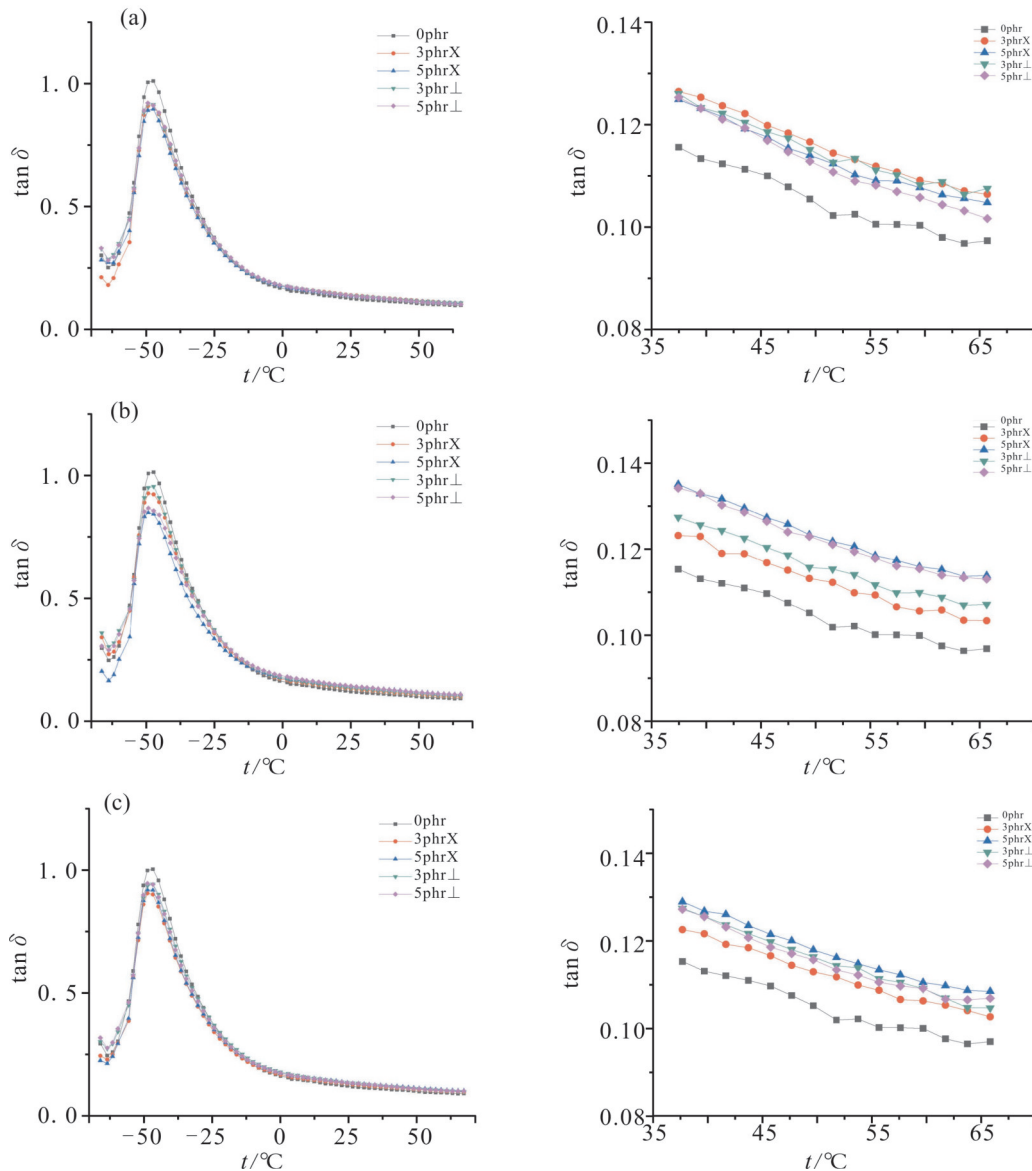 (a)
tan δ
1.0
0.5
0.0
−50
−25
0
25
50
t/°C
0phr
3phrX
5phrX
3phr⊥
5phr⊥
tan δ
0.14
0.12
0.10
0.08
35
45
55
65
t/°C
0phr
3phrX
5phrX
3phr⊥
5phr⊥
(b)
tan δ
1.0
0.5
0.0
−50
−25
0
25
50
t/°C
0phr
3phrX
5phrX
3phr⊥
5phr⊥
tan δ
0.14
0.12
0.10
0.08
35
45
55
65
t/°C
0phr
3phrX
5phrX
3phr⊥
5phr⊥
(c)
tan δ
1.0
0.5
0.0
−50
−25
0
25
50
t/°C
0phr
3phrX
5phrX
3phr⊥
5phr⊥
tan δ
0.14
0.12
0.10
0.08
35
45
55
65
t/°C
0phr
3phrX
5phrX
3phr⊥
5phr⊥